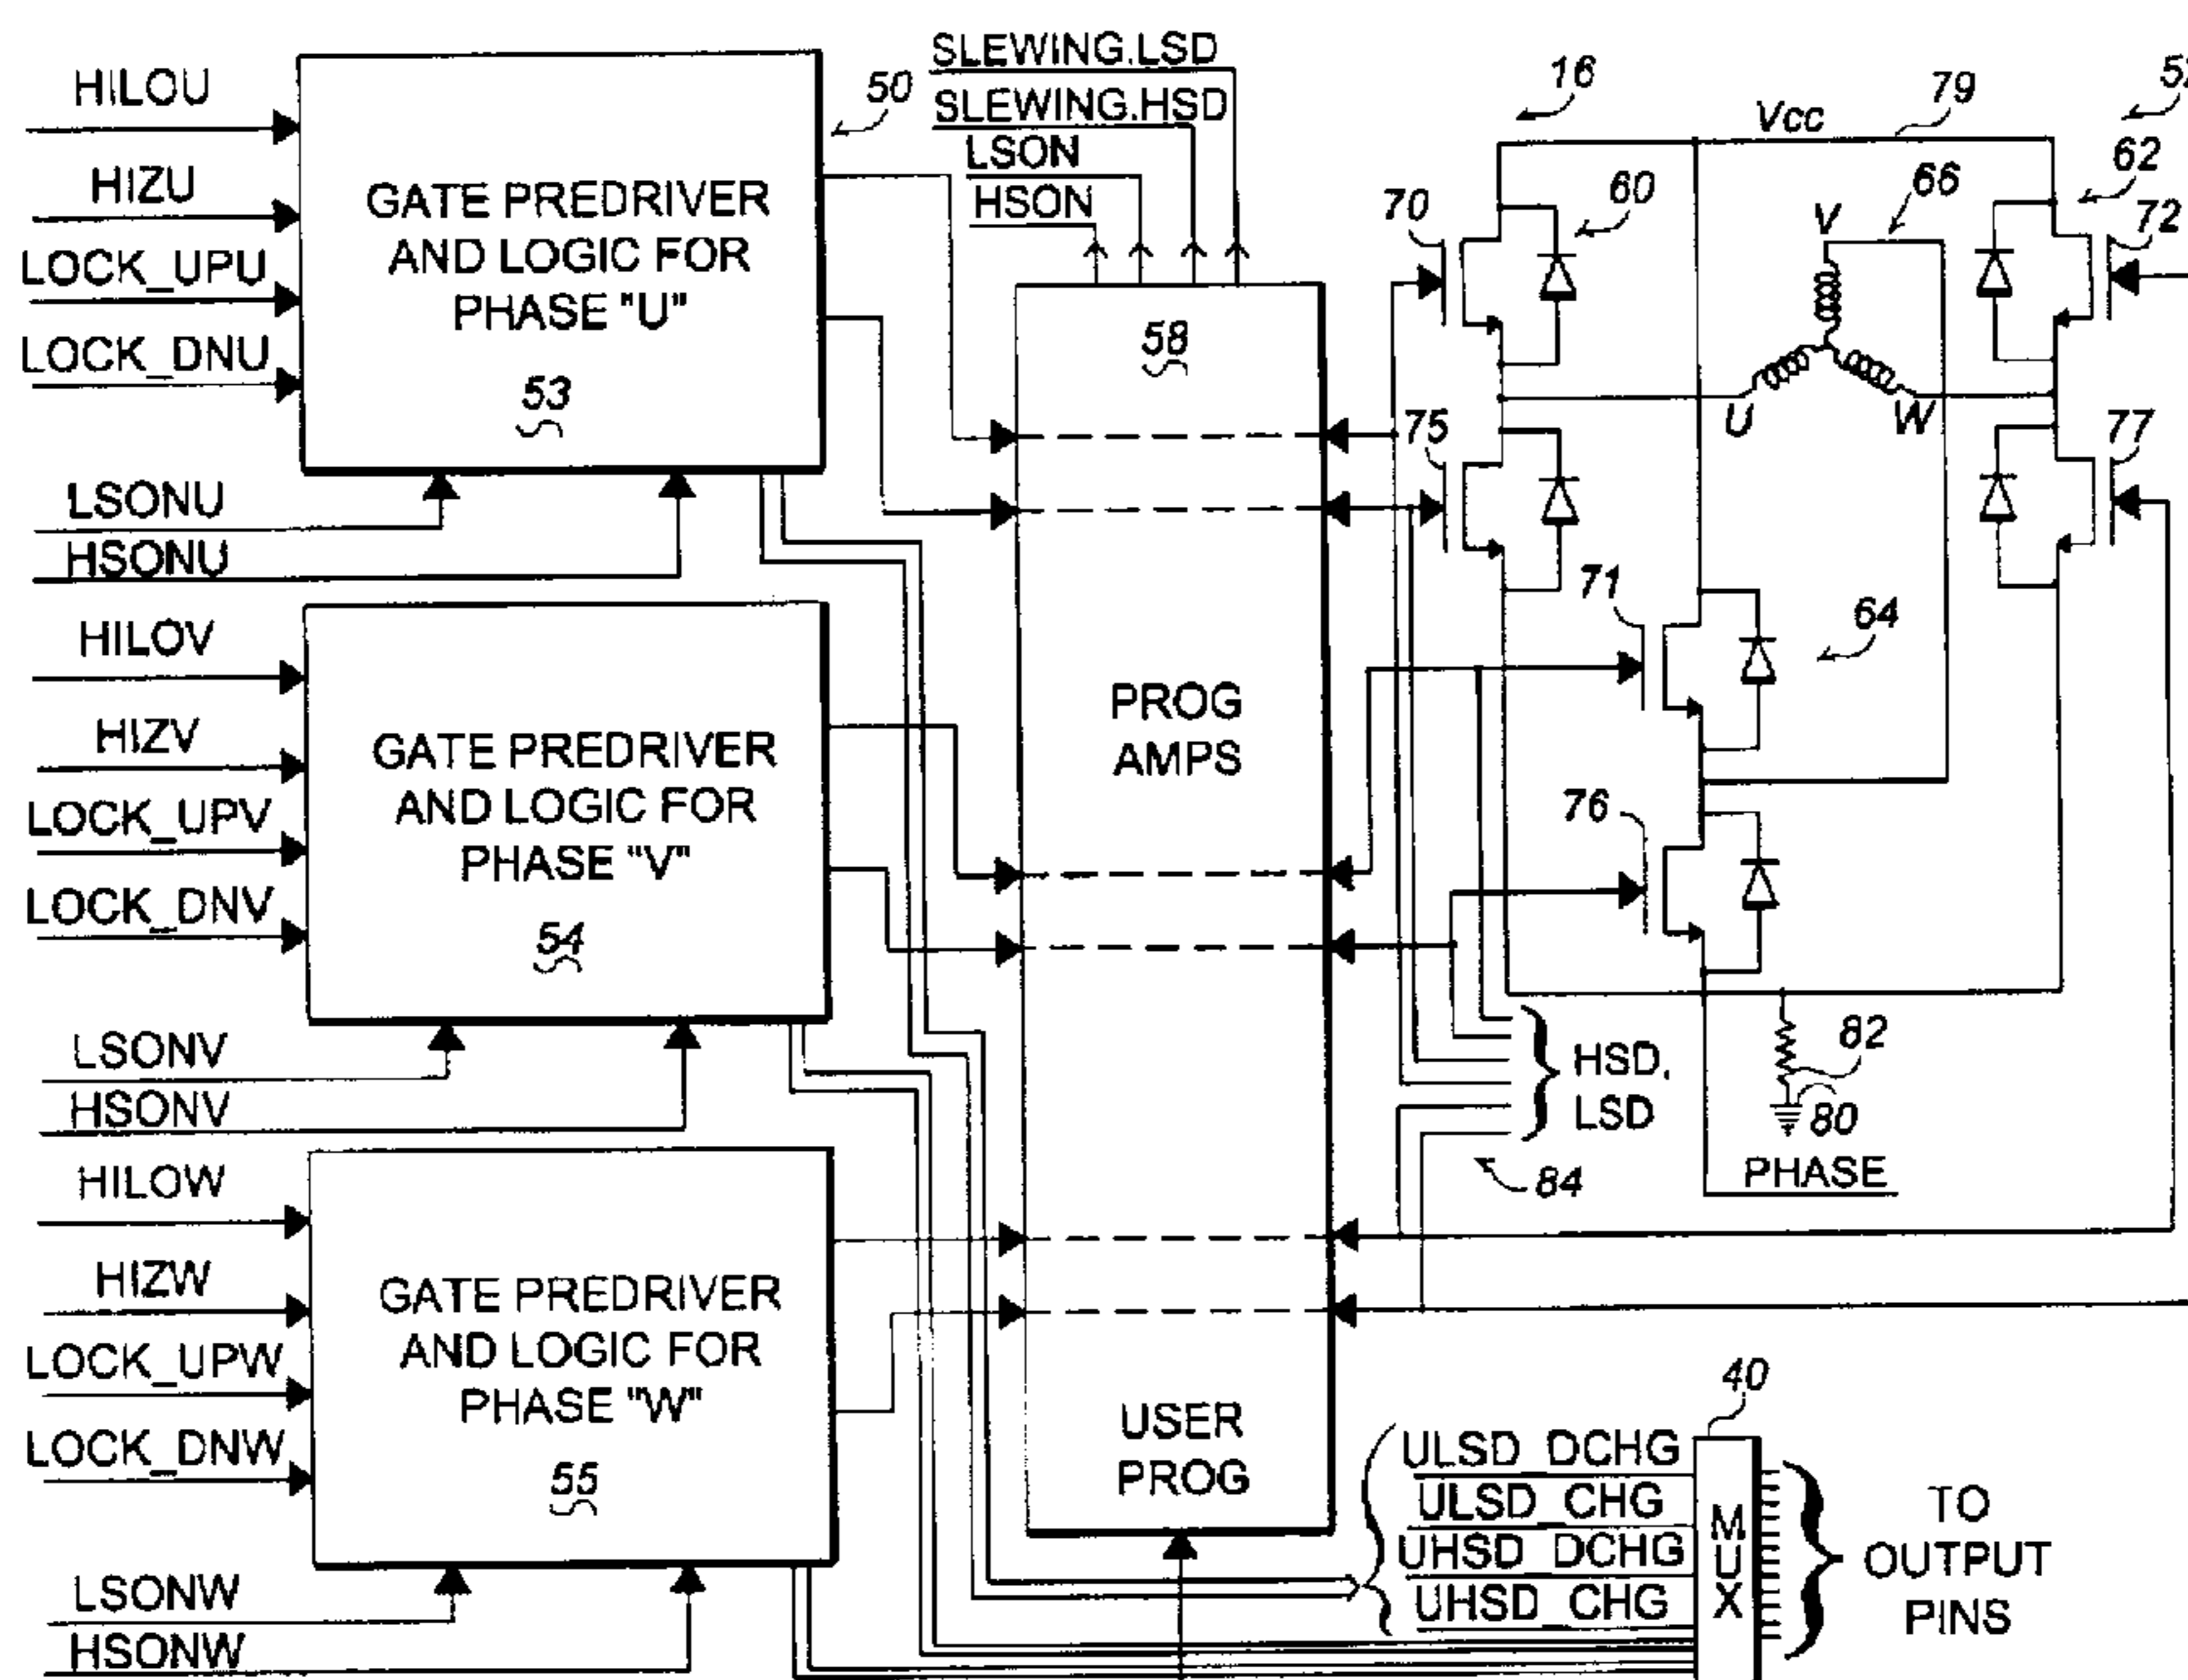 HILOU
HIZU
LOCK_UPU
LOCK_DNU
GATE PREDRIVER
AND LOGIC FOR
PHASE "U"
53
50
LSONU
HSONU
HILOV
HIZV
LOCK_UPV
LOCK_DNV
GATE PREDRIVER
AND LOGIC FOR
PHASE "V"
54
LSONV
HSONV
HILOW
HIZW
LOCK_UPW
LOCK_DNW
GATE PREDRIVER
AND LOGIC FOR
PHASE "W"
55
LSONW
HSONW
SLEWING.LSD
SLEWING.HSD
LSON
HSON
58
PROG
AMPS
USER
PROG
16
Vcc
79
70
60
66
62
72
V
U
W
75
77
71
64
76
82
80
HSD,
LSD
84
PHASE
40
ULSD_DCHG
ULSD_CHG
UHSD_DCHG
UHSD_CHG
MUX
TO
OUTPUT
PINS